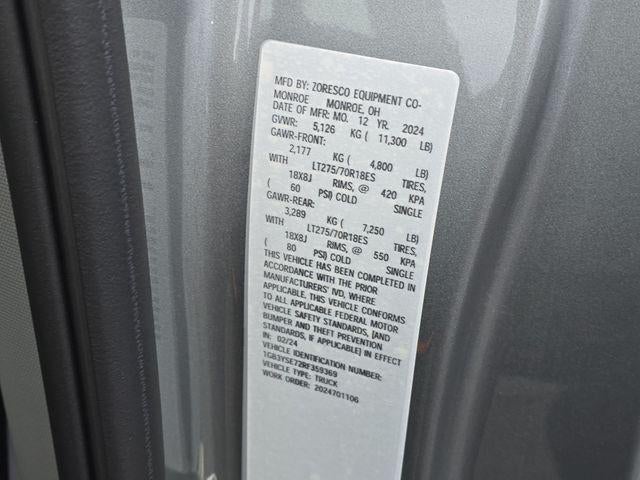 MFD BY: ZORESCO EQUIPMENT CO-
MONROE MONROE, OH
DATE OF MFR: MO. 12 YR. 2024
GVWR: 5,126 KG ( 11,300 LB)
GAWR-FRONT:
2,177 KG ( 4,800 LB)
WITH LT275/70R18ES TIRES,
18X8J RIMS, @ 420 KPA
( 60 PSI) COLD SINGLE
GAWR-REAR:
3,289 KG ( 7,250 LB)
WITH LT275/70R18ES TIRES,
18X8J RIMS, @ 550 KPA
( 80 PSI) COLD SINGLE
THIS VEHICLE HAS BEEN COMPLETED IN
ACCORDANCE WITH THE PRIOR
MANUFACTURERS' IVD, WHERE
APPLICABLE, THIS VEHICLE CONFORMS
TO ALL APPLICABLE FEDERAL MOTOR
VEHICLE SAFETY STANDARDS, [AND
BUMPER AND THEFT PREVENTION
STANDARDS, IF APPLICABLE] IN EFFECT
IN: 02/24
VEHICLE IDENTIFICATION NUMBER:
1GB3YSE72RF359369
VEHICLE TYPE: TRUCK
WORK ORDER: 2024701106